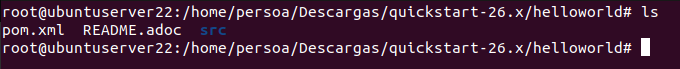 root@ubuntuserver22:/home/persoa/Descargas/quickstart-26.x/helloworld# ls
pom.xml  README.adoc  src
root@ubuntuserver22:/home/persoa/Descargas/quickstart-26.x/helloworld#